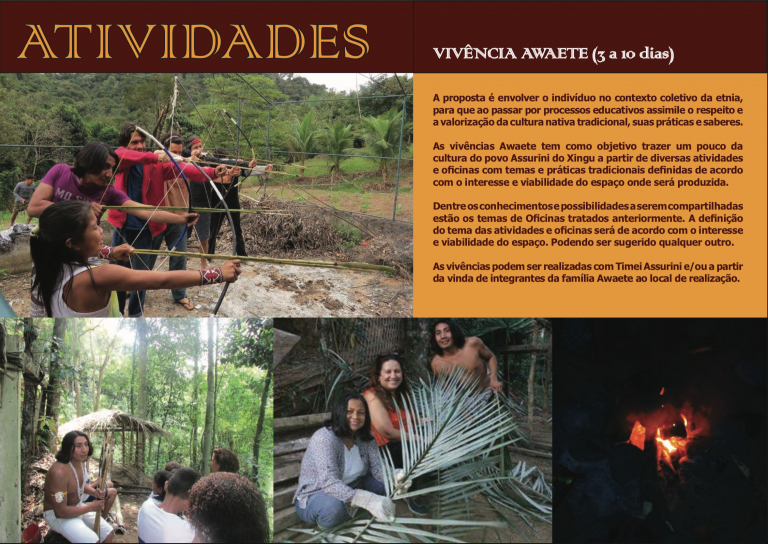 ATIVIDADES
VIVÊNCIA AWAETE (3 a 10 dias)
A proposta é envolver o indivíduo no contexto coletivo da etnia,
para que ao passar por processos educativos assimile o respeito e
a valorização da cultura nativa tradicional, suas práticas e saberes.
As vivências Awaete tem como objetivo trazer um pouco da
cultura do povo Assurini do Xingu a partir de diversas atividades
e oficinas com temas e práticas tradicionais definidas de acordo
com o interesse e viabilidade do espaço onde será produzida.
Dentre os conhecimentos e possibilidades a serem compartilhadas
estão os temas de Oficinas tratados anteriormente. A definição
do tema das atividades e oficinas será de acordo com o interesse
e viabilidade do espaço. Podendo ser sugerido qualquer outro.
As vivências podem ser realizadas com Timei Assurini e/ou a partir
da vinda de integrantes da família Awaete ao local de realização.